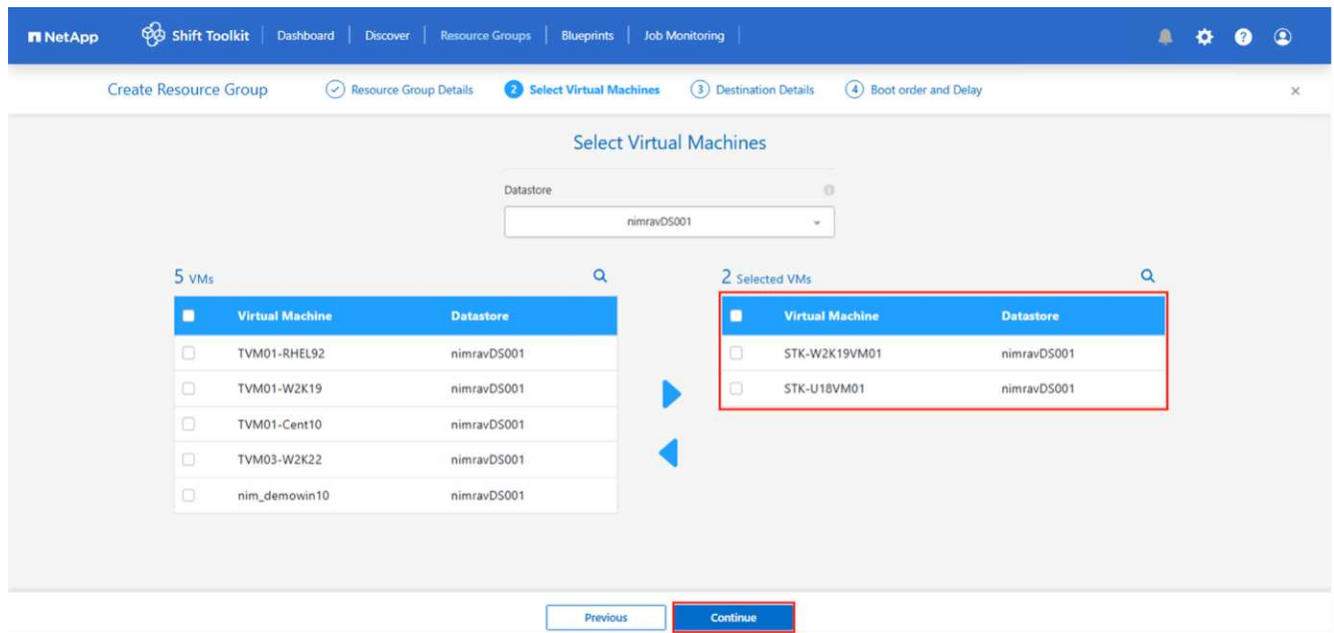 NetApp Shift Toolkit Dashboard Discover Resource Groups Blueprints Job Monitoring ?
Create Resource Group Resource Group Details 2 Select Virtual Machines 3 Destination Details 4 Boot order and Delay ×
Select Virtual Machines
Datastore
nimravDS001
5 VMs
Virtual Machine Datastore
TVM01-RHEL92 nimravDS001
TVM01-W2K19 nimravDS001
TVM01-Cent10 nimravDS001
TVM03-W2K22 nimravDS001
nim_demowin10 nimravDS001
2 Selected VMs
Virtual Machine Datastore
STK-W2K19VM01 nimravDS001
STK-U18VM01 nimravDS001
Previous Continue